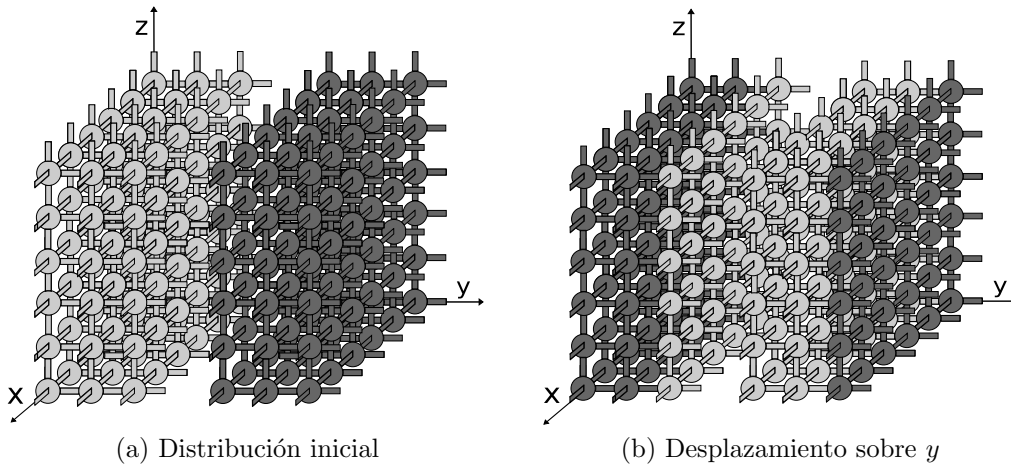 z
y
x
(a) Distribución inicial
z
y
x
(b) Desplazamiento sobre y